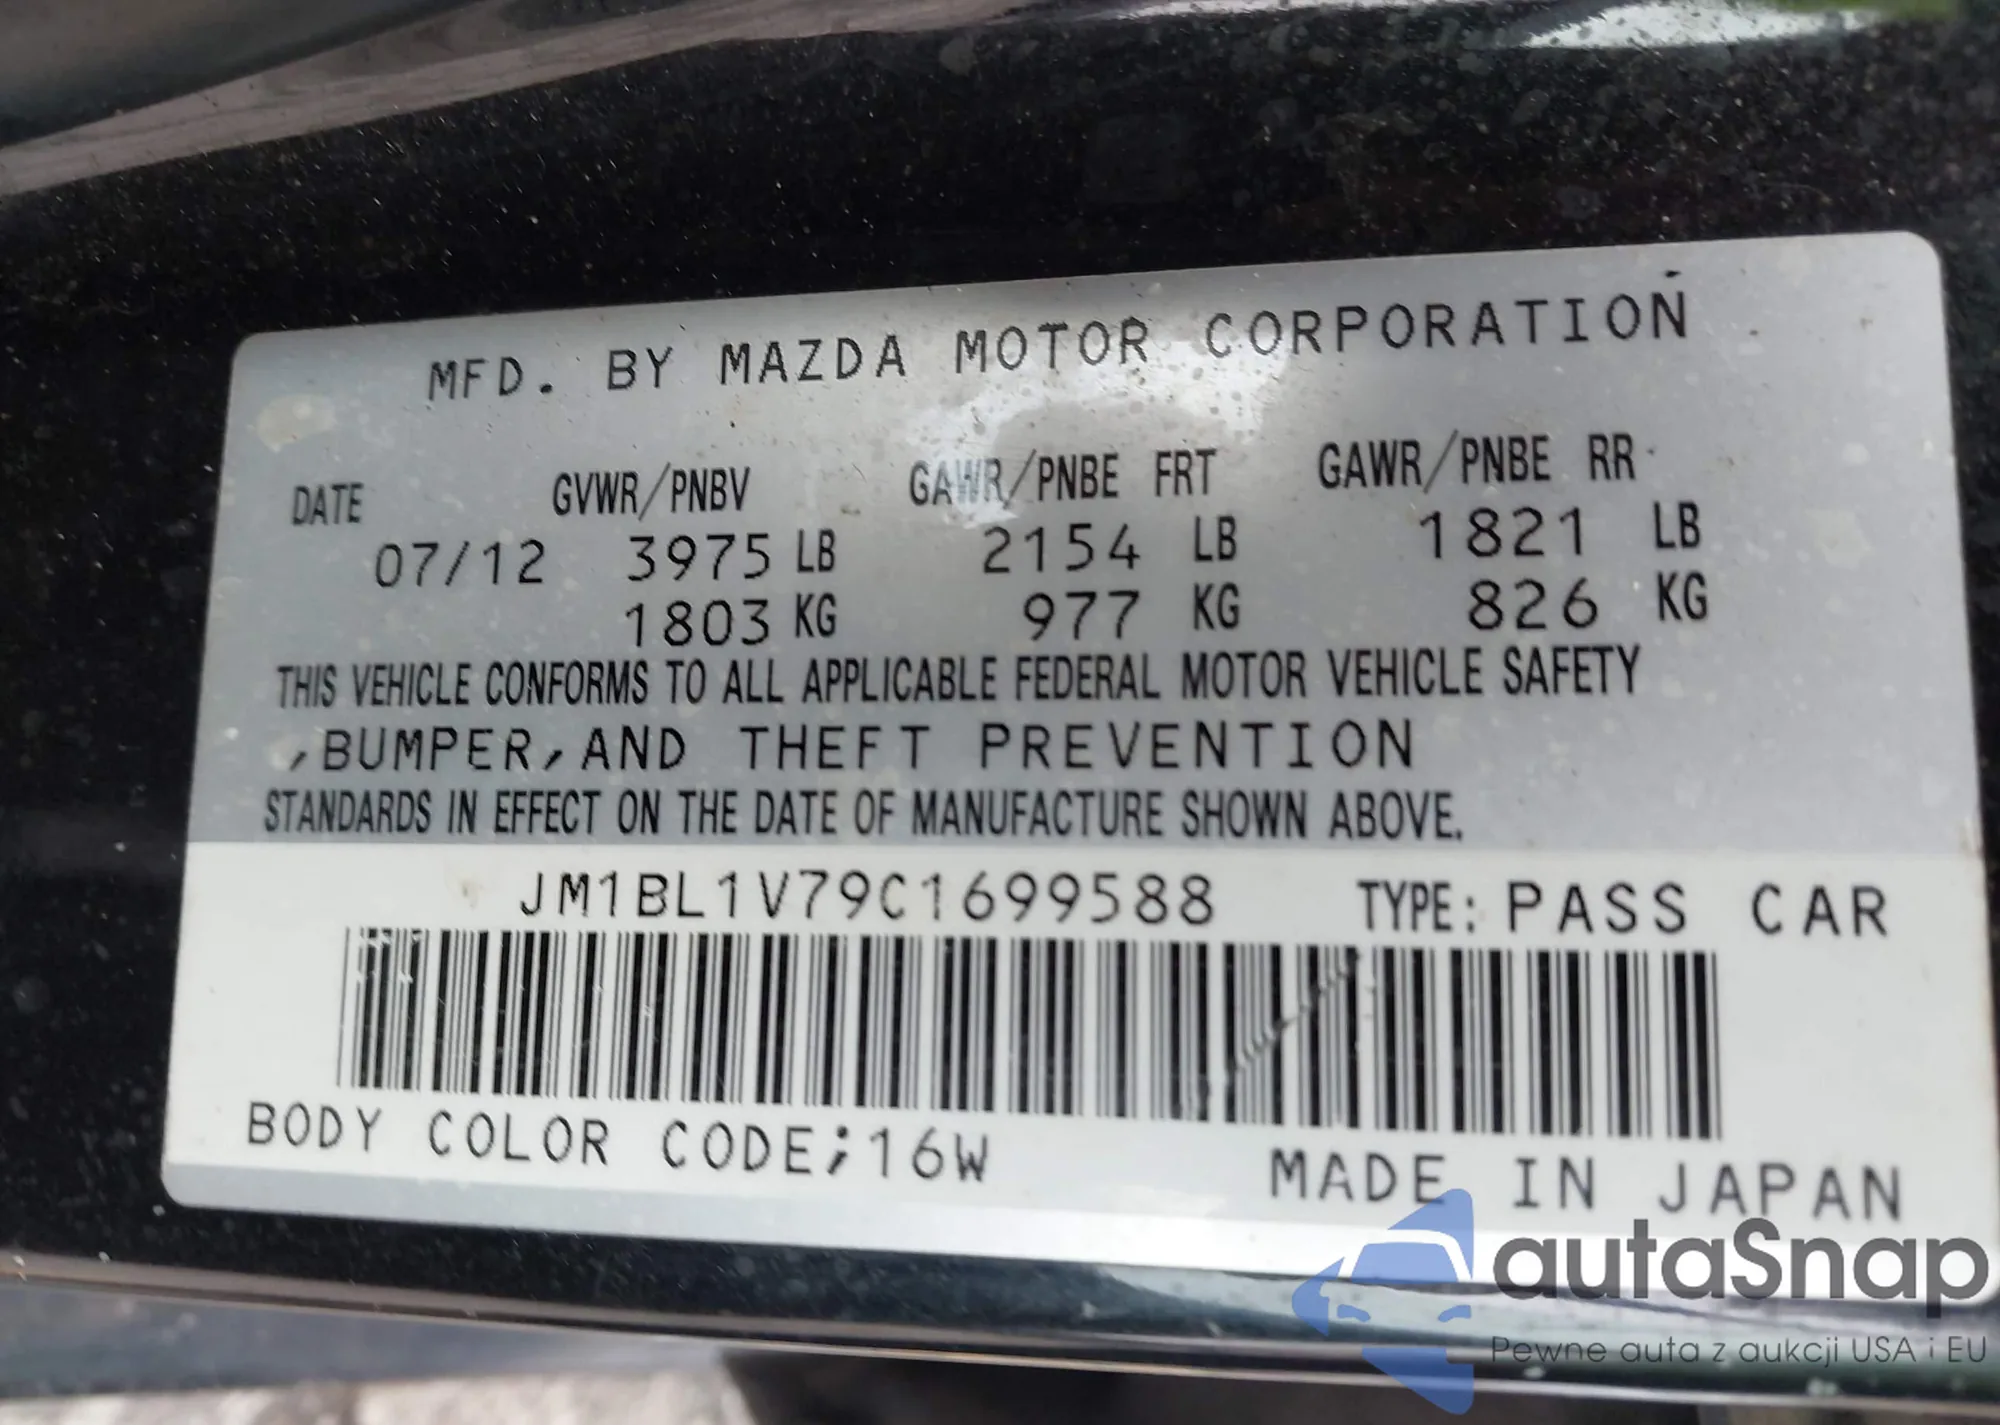 MFD. BY MAZDA MOTOR CORPORATION
DATE GVWR/PNBV GAWR/PNBE FRT GAWR/PNBE RR
07/12 3975 LB 2154 LB 1821 LB
1803 KG 977 KG 826 KG
THIS VEHICLE CONFORMS TO ALL APPLICABLE FEDERAL MOTOR VEHICLE SAFETY
,BUMPER,AND THEFT PREVENTION
STANDARDS IN EFFECT ON THE DATE OF MANUFACTURE SHOWN ABOVE.
JM1BL1V79C1699588 TYPE: PASS CAR
BODY COLOR CODE;16W MADE IN JAPAN
autaSnap
Pewne auta z aukcji USA i EU